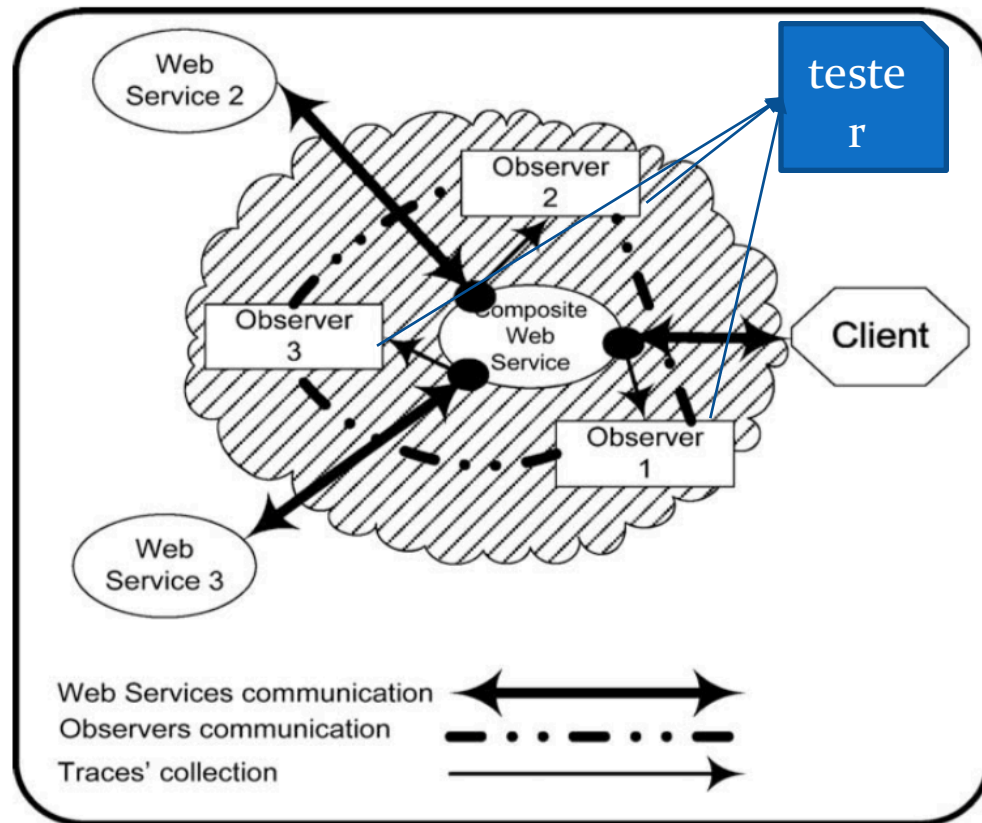 Web
Service 2
teste
r
Observer
2
Observer
3
Composite
Web
Service
Client
Observer
1
Web
Service 3
Web Services communication
Observers communication
Traces' collection